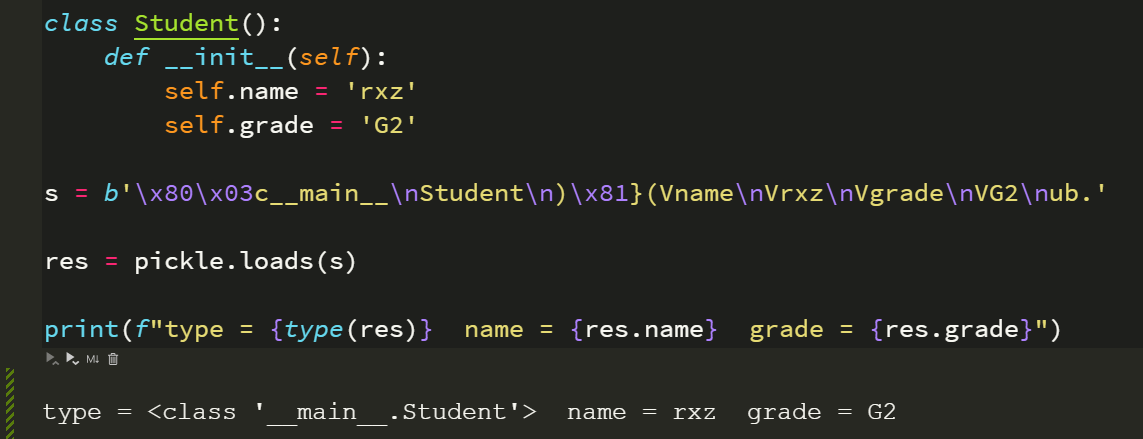 class Student():
    def __init__(self):
        self.name = 'rxz'
        self.grade = 'G2'
s = b'\x80\x03c__main__\nStudent\n)\x81}(Vname\nVrxz\nVgrade\nVG2\nub.'
res = pickle.loads(s)
print(f"type = {type(res)}  name = {res.name}  grade = {res.grade}")
M↓
type = <class '__main__.Student'>  name = rxz  grade = G2